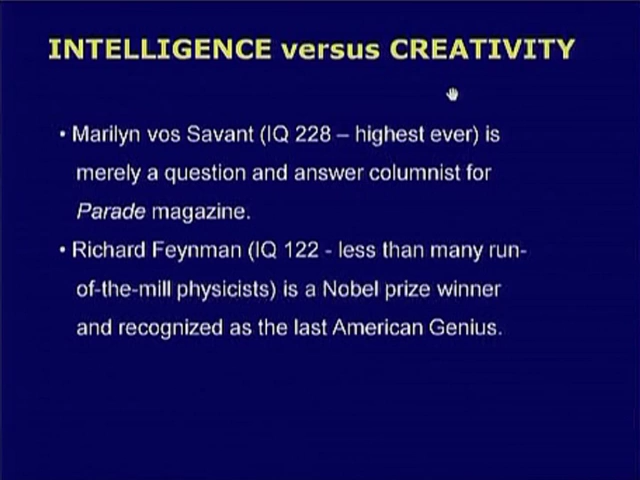 INTELLIGENCE versus CREATIVITY
• Marilyn vos Savant (IQ 228 – highest ever) is
merely a question and answer columnist for
Parade magazine.
• Richard Feynman (IQ 122 - less than many run-
of-the-mill physicists) is a Nobel prize winner
and recognized as the last American Genius.